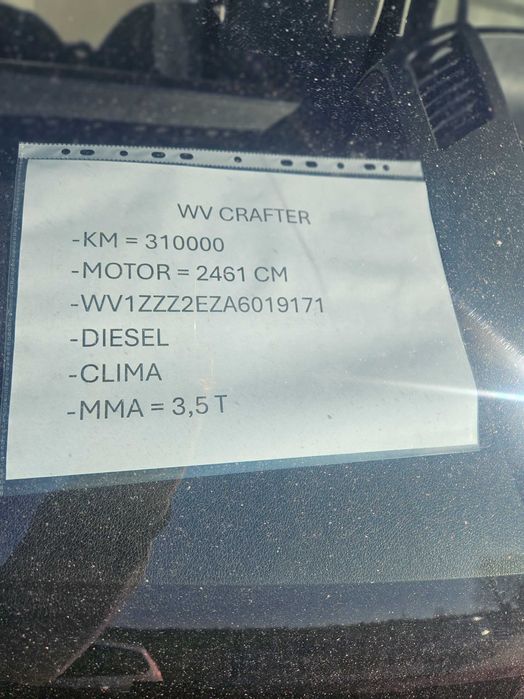 WV CRAFTER
-KM = 310000
-MOTOR = 2461 CM
-WV1ZZZ2EZA6019171
-DIESEL
-CLIMA
-MMA = 3,5 T